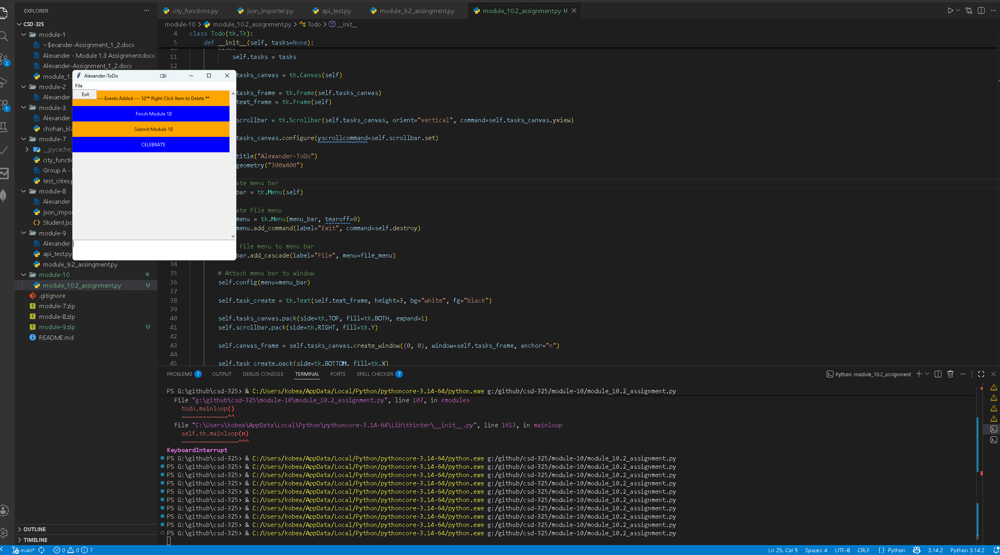 EXPLORER
CSD-325
module-1
~$exander-Assignment_1_2.docx
Alexander - Module 1.3 Assignment.docx
Alexander-Assignment_1_2.docx
module_1.
module-2
Alexander
module-3
Alexander
chohan_kla
module-7
__pycache_
city_functio
Group A -
test_cities.p
module-8
Alexander
json_impor
Student.jso
module-9
Alexander
api_test.py
module_9.2_assingment.py
module-10
module_10.2_assignment.py U
.gitignore
module-7.zip
module-8.zip
module-9.zip U
README.md
OUTLINE
TIMELINE
2
1
Alexander-ToDo
File
Exit
--- Events Added --- 32** Right Click Item to Delete **
Finish Module 10
Submit Module 10
CELEBRATE
city_functions.py json_importer.py api_test.py module_9.2_assingment.py module_10.2_assignment.py U
module-10 > module_10.2_assignment.py > Todo > __init__
4 class Todo(tk.Tk):
5 def __init__(self, tasks=None):
10 else:
11 self.tasks = tasks
12
tasks_canvas = tk.Canvas(self)
tasks_frame = tk.Frame(self.tasks_canvas)
text_frame = tk.Frame(self)
scrollbar = tk.Scrollbar(self.tasks_canvas, orient="vertical", command=self.tasks_canvas.yview)
tasks_canvas.configure(yscrollcommand=self.scrollbar.set)
title("Alexander-ToDo")
geometry("300x400")
ate menu bar
bar = tk.Menu(self)
ate File menu
menu = tk.Menu(menu_bar, tearoff=0)
menu.add_command(label="Exit", command=self.destroy)
File menu to menu bar
bar.add_cascade(label="File", menu=file_menu)
34
35 # Attach menu bar to window
36 self.config(menu=menu_bar)
37
38 self.task_create = tk.Text(self.text_frame, height=3, bg="white", fg="black")
39
40 self.tasks_canvas.pack(side=tk.TOP, fill=tk.BOTH, expand=1)
41 self.scrollbar.pack(side=tk.RIGHT, fill=tk.Y)
42
43 self.canvas_frame = self.tasks_canvas.create_window((0, 0), window=self.tasks_frame, anchor="n")
44
45 self.task_create.pack(side=tk.BOTTOM, fill=tk.X)
PROBLEMS 7 OUTPUT DEBUG CONSOLE TERMINAL PORTS SPELL CHECKER 7
Python: module_10.2_assignment
PS G:\github\csd-325> & C:/Users/kobea/AppData/Local/Python/pythoncore-3.14-64/python.exe g:/github/csd-325/module-10/module_10.2_assignment.py
File "g:\github\csd-325\module-10\module_10.2_assignment.py", line 107, in <module>
todo.mainloop()
~~~~~~~~~~~~~^^
File "C:\Users\kobea\AppData\Local\Python\pythoncore-3.14-64\Lib\tkinter\__init__.py", line 1613, in mainloop
self.tk.mainloop(n)
~~~~~~~~~~~~~~~~^^^
KeyboardInterrupt
PS G:\github\csd-325> & C:/Users/kobea/AppData/Local/Python/pythoncore-3.14-64/python.exe g:/github/csd-325/module-10/module_10.2_assignment.py
PS G:\github\csd-325> & C:/Users/kobea/AppData/Local/Python/pythoncore-3.14-64/python.exe g:/github/csd-325/module-10/module_10.2_assignment.py
PS G:\github\csd-325> & C:/Users/kobea/AppData/Local/Python/pythoncore-3.14-64/python.exe g:/github/csd-325/module-10/module_10.2_assignment.py
PS G:\github\csd-325> & C:/Users/kobea/AppData/Local/Python/pythoncore-3.14-64/python.exe g:/github/csd-325/module-10/module_10.2_assignment.py
PS G:\github\csd-325> & C:/Users/kobea/AppData/Local/Python/pythoncore-3.14-64/python.exe g:/github/csd-325/module-10/module_10.2_assignment.py
PS G:\github\csd-325> & C:/Users/kobea/AppData/Local/Python/pythoncore-3.14-64/python.exe g:/github/csd-325/module-10/module_10.2_assignment.py
PS G:\github\csd-325> & C:/Users/kobea/AppData/Local/Python/pythoncore-3.14-64/python.exe g:/github/csd-325/module-10/module_10.2_assignment.py
PS G:\github\csd-325> & C:/Users/kobea/AppData/Local/Python/pythoncore-3.14-64/python.exe g:/github/csd-325/module-10/module_10.2_assignment.py
PS G:\github\csd-325> & C:/Users/kobea/AppData/Local/Python/pythoncore-3.14-64/python.exe g:/github/csd-325/module-10/module_10.2_assignment.py
PS G:\github\csd-325> & C:/Users/kobea/AppData/Local/Python/pythoncore-3.14-64/python.exe g:/github/csd-325/module-10/module_10.2_assignment.py
main* 0 0 7 Ln 25, Col 9 Spaces: 4 UTF-8 CRLF {} Python 3.14.2 Python 3.14.2